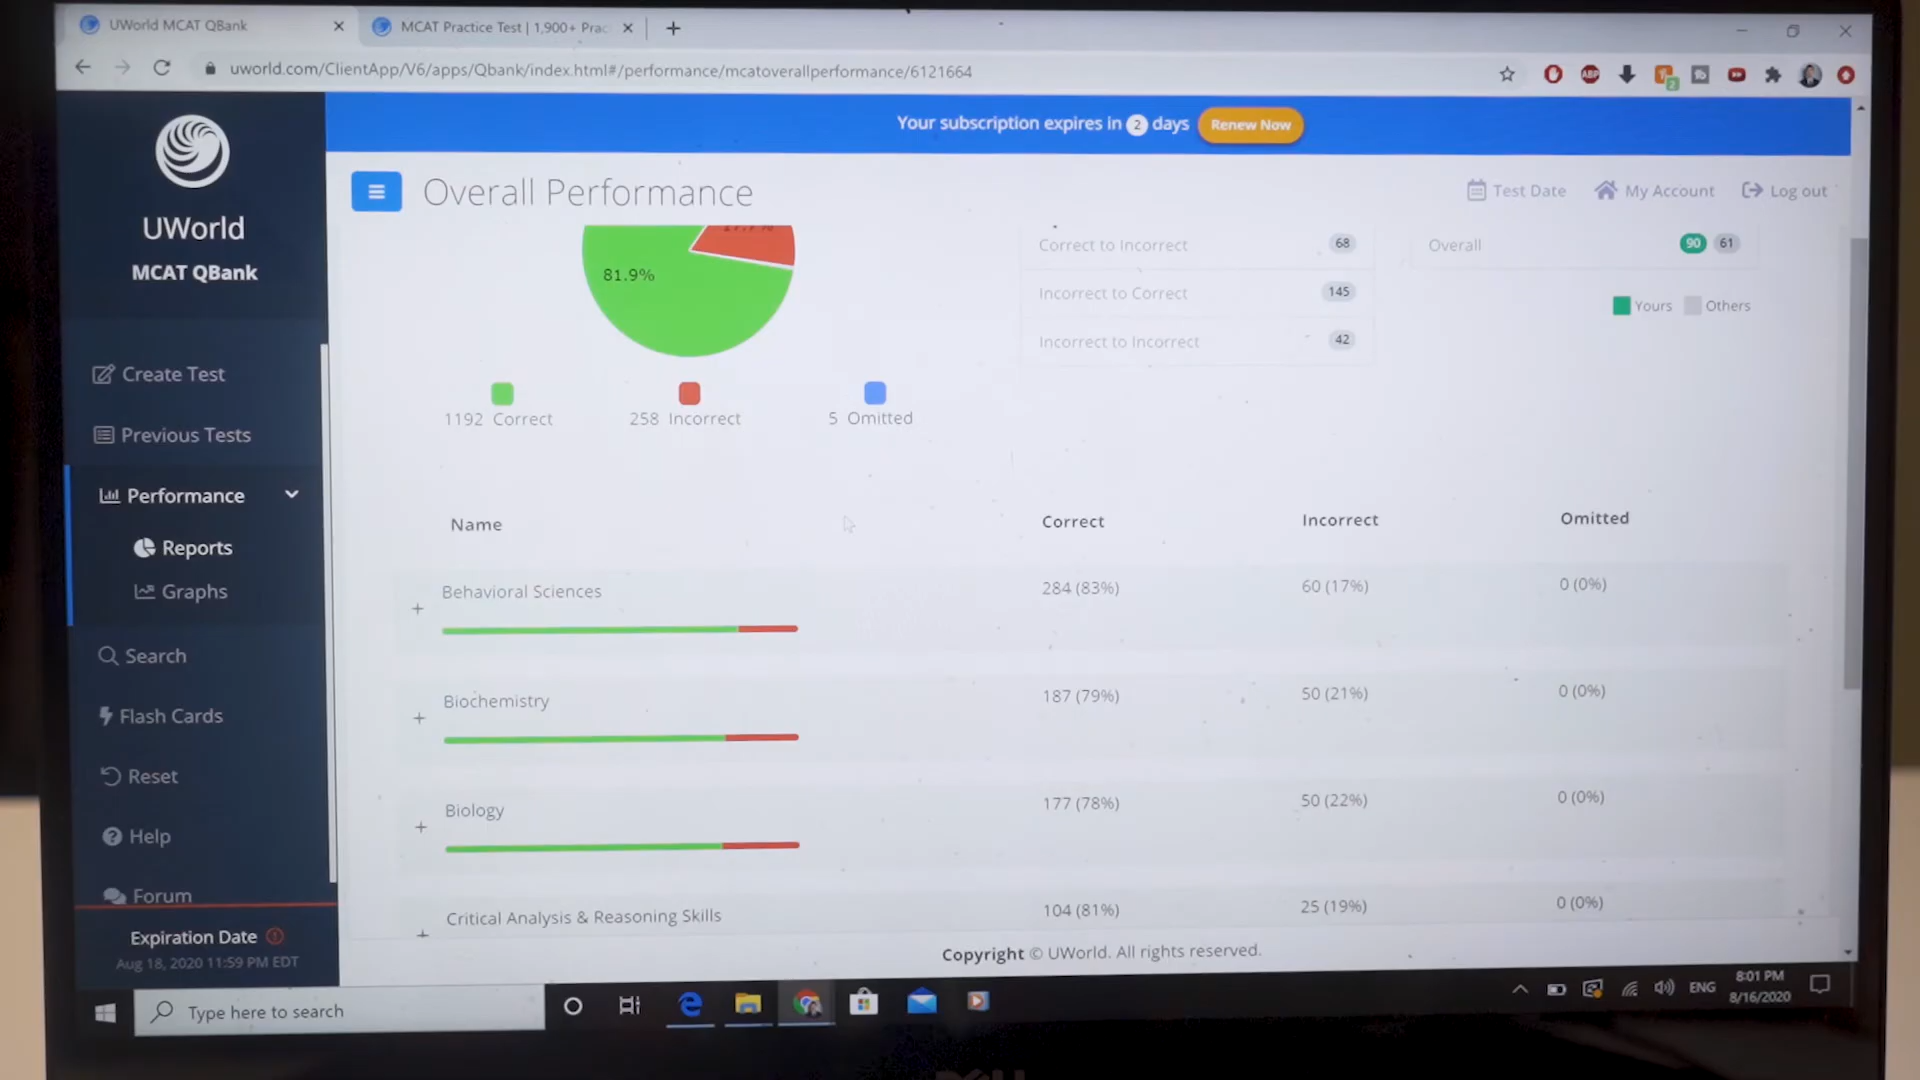 UWorld MCAT QBank
MCAT Practice Test | 1,900+ Prac
uworld.com/ClientApp/V6/apps/Qbank/index.html#/performance/mcatoverallperformance/6121664
ABP
2
Your subscription expires in 2 days
Renew Now
UWorld
MCAT QBank
Overall Performance
Test Date
My Account
Log out
81.9%
Correct to Incorrect 68
Incorrect to Correct 145
Incorrect to Incorrect 42
Overall 90 61
Yours Others
1192 Correct
258 Incorrect
5 Omitted
Create Test
Previous Tests
Performance
Reports
Graphs
Search
Flash Cards
Reset
Help
Forum
Expiration Date
Aug 18, 2020 11:59 PM EDT
Name Correct Incorrect Omitted
Behavioral Sciences 284 (83%) 60 (17%) 0 (0%)
Biochemistry 187 (79%) 50 (21%) 0 (0%)
Biology 177 (78%) 50 (22%) 0 (0%)
Critical Analysis & Reasoning Skills 104 (81%) 25 (19%) 0 (0%)
Copyright © UWorld. All rights reserved.
Type here to search
ENG
8:01 PM
8/16/2020